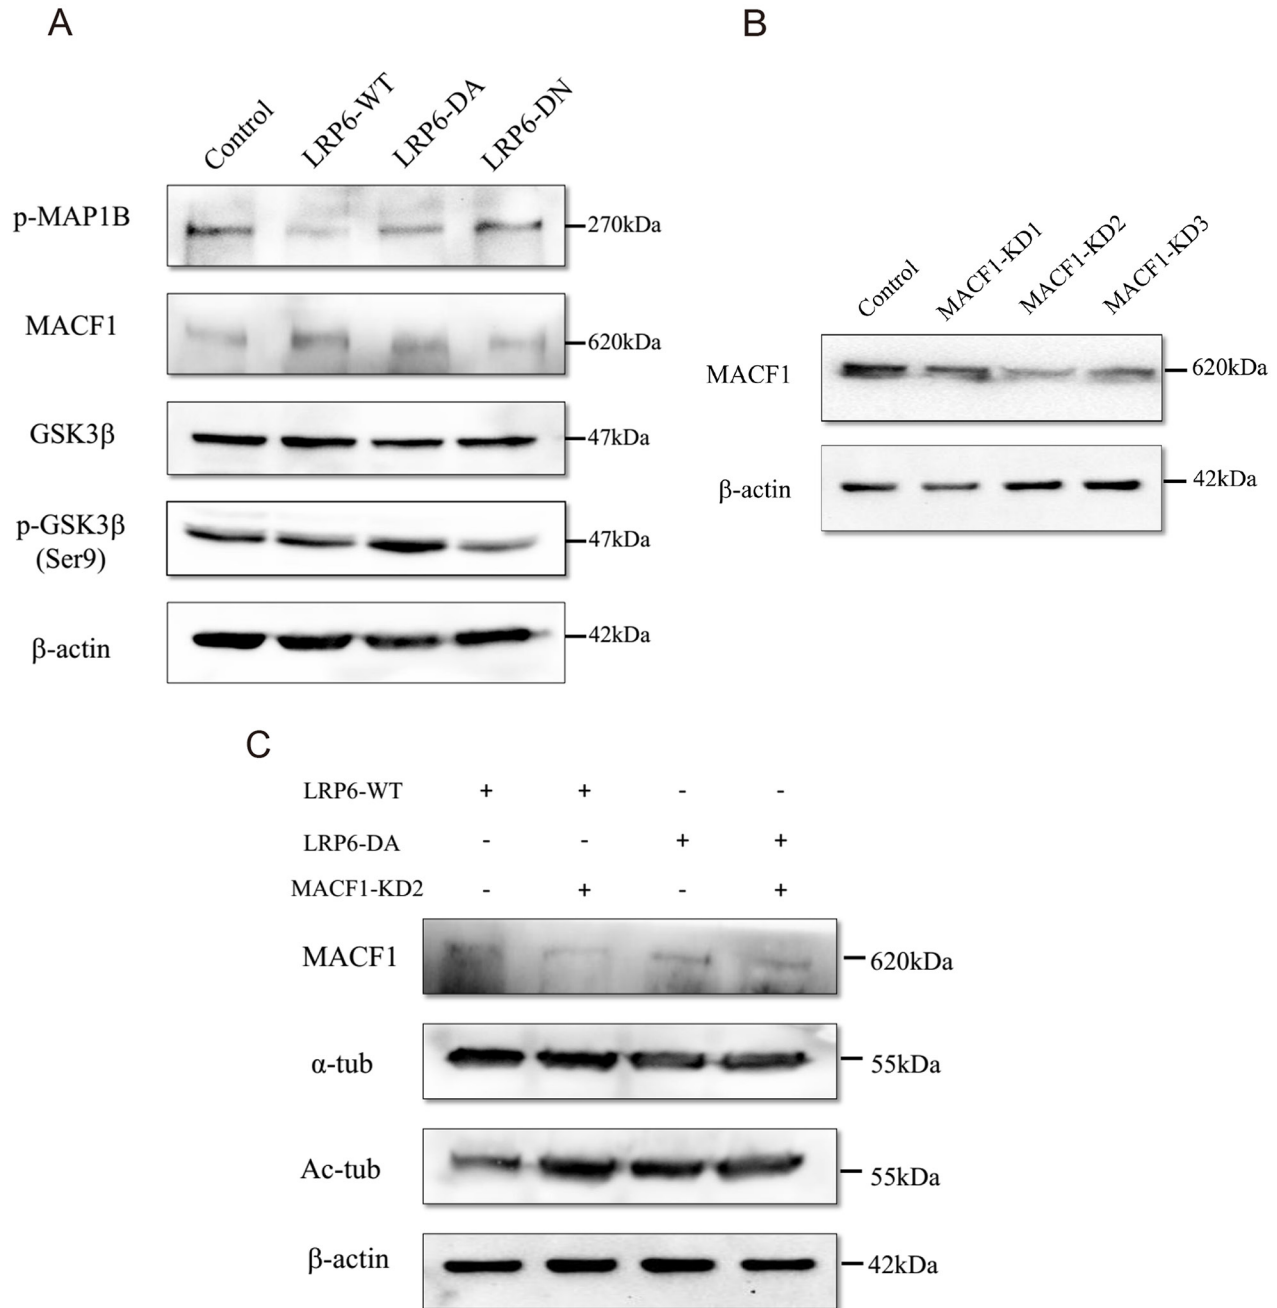 A
Control LRP6-WT LRP6-DA LRP6-DN
p-MAP1B 270kDa
MACF1 620kDa
GSK3β 47kDa
p-GSK3β
(Ser9) 47kDa
β-actin 42kDa
B
Control MACF1-KD1 MACF1-KD2 MACF1-KD3
MACF1 620kDa
β-actin 42kDa
C
LRP6-WT + + - -
LRP6-DA - - + +
MACF1-KD2 - + - +
MACF1 620kDa
α-tub 55kDa
Ac-tub 55kDa
β-actin 42kDa